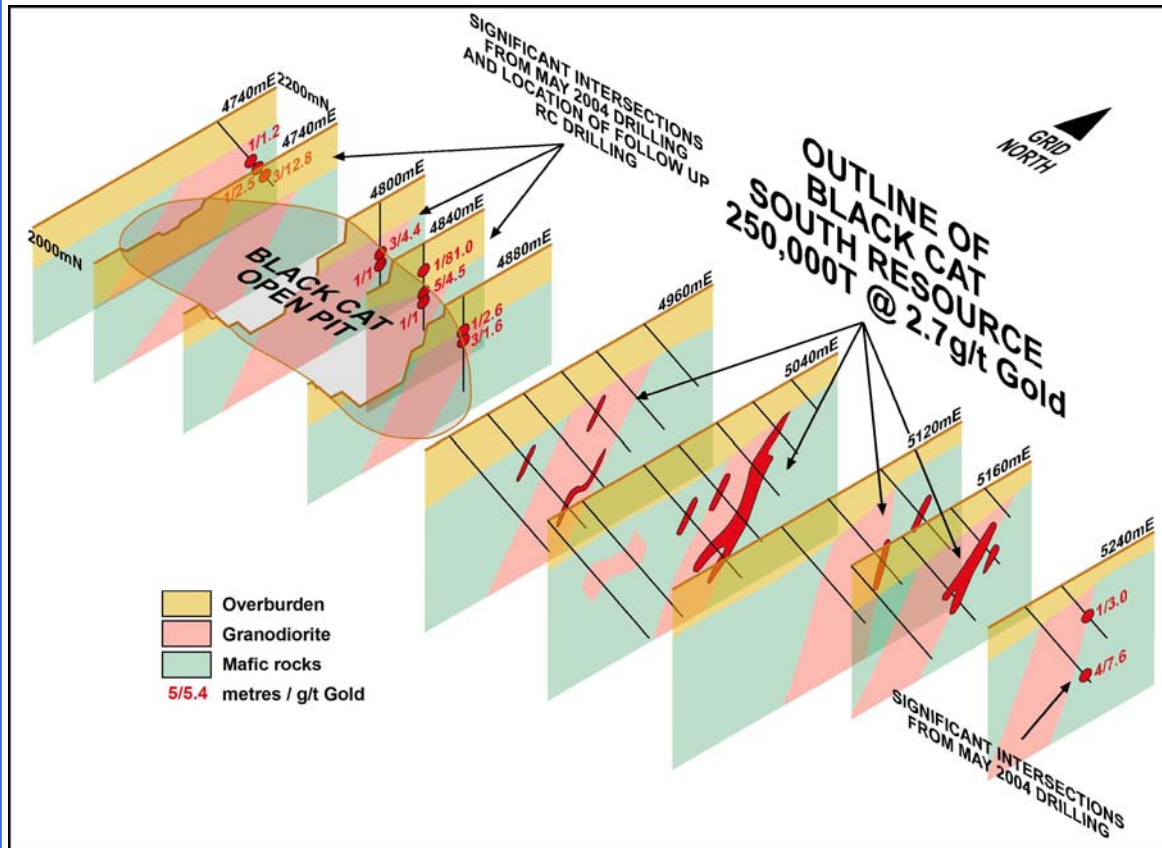 SIGNIFICANT INTERSECTIONS
FROM MAY 2004 DRILLING
AND LOCATION OF FOLLOW UP
RC DRILLING
GRID
NORTH
OUTLINE OF
BLACK CAT
SOUTH RESOURCE
250,000T @ 2.7g/t Gold
4740mE
2200mN
4740mE
1/1.2
3/12.8
1/2.5
2000mN
4800mE
3/4.4
1/1
4840mE
1/81.0
5/4.5
1/1
4880mE
1/2.6
3/1.6
BLACK CAT
OPEN PIT
4960mE
5040mE
5120mE
5160mE
5240mE
1/3.0
4/7.6
SIGNIFICANT INTERSECTIONS
FROM MAY 2004 DRILLING
Overburden
Granodiorite
Mafic rocks
5/5.4 metres / g/t Gold